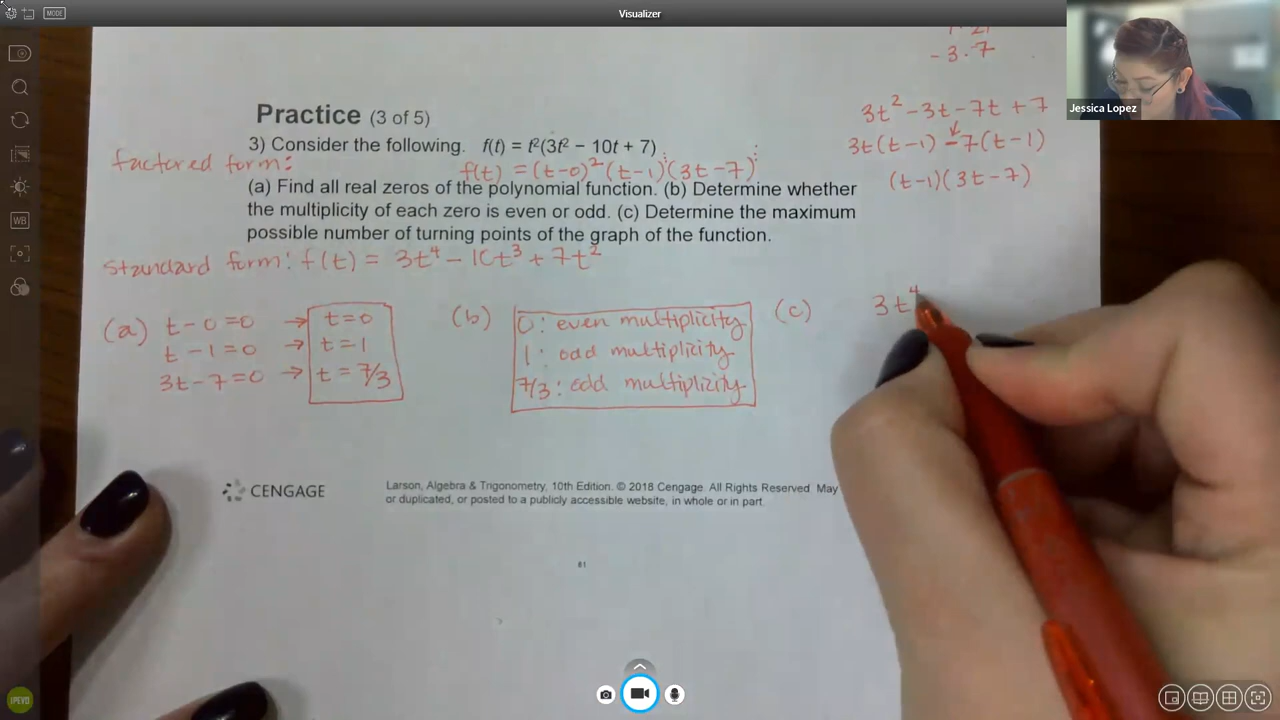 MODE
Visualizer
WB
IPEVO
Jessica Lopez
- 3 · 7
3t² - 3t - 7t + 7
3t(t-1) - 7(t-1)
(t-1)(3t-7)
Practice (3 of 5)
3) Consider the following. f(t) = t²(3t² − 10t + 7)
factored form: f(t) = (t-0)²(t-1)¹(3t-7)¹
(a) Find all real zeros of the polynomial function. (b) Determine whether
the multiplicity of each zero is even or odd. (c) Determine the maximum
possible number of turning points of the graph of the function.
Standard form: f(t) = 3t⁴ - 10t³ + 7t²
(a) t-0=0 → t=0
t-1=0 → t=1
3t-7=0 → t=7/3
(b) 0: even multiplicity
1: odd multiplicity
7/3: odd multiplicity
(c) 3t⁴
CENGAGE
Larson, Algebra & Trigonometry, 10th Edition. © 2018 Cengage. All Rights Reserved. May
or duplicated, or posted to a publicly accessible website, in whole or in part.
81